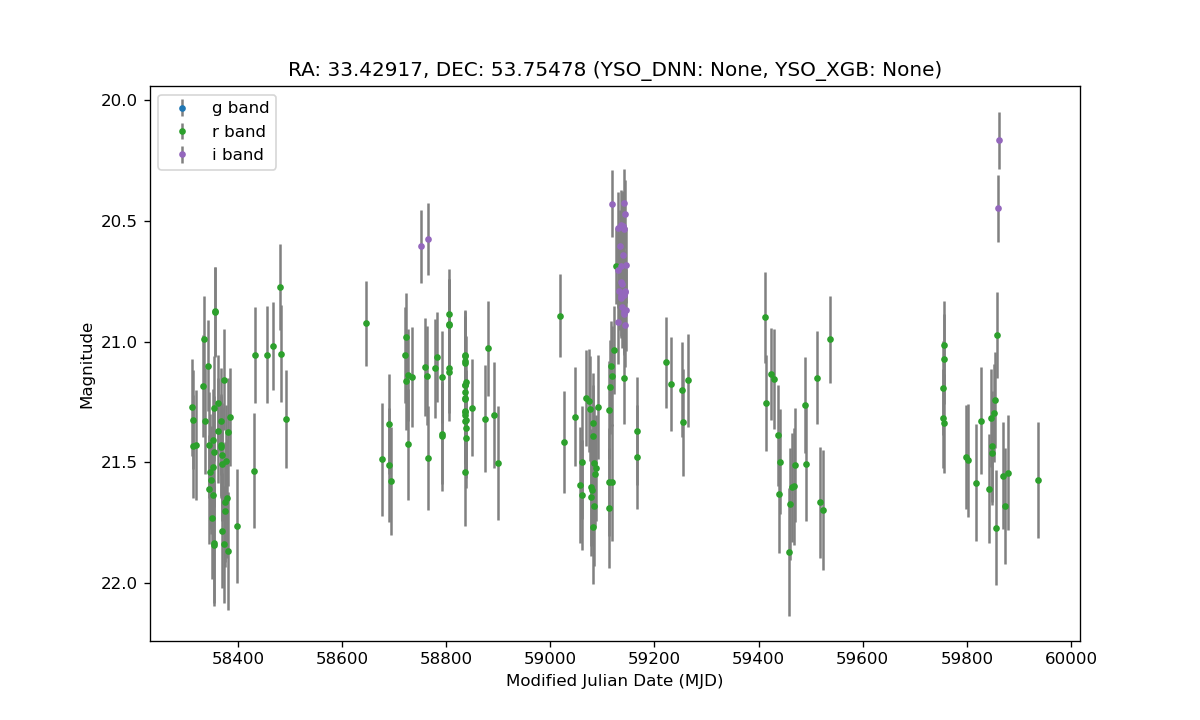 RA: 33.42917, DEC: 53.75478 (YSO_DNN: None, YSO_XGB: None)
g band
r band
i band
20.0
20.5
21.0
21.5
22.0
Magnitude
58400 58600 58800 59000 59200 59400 59600 59800 60000
Modified Julian Date (MJD)